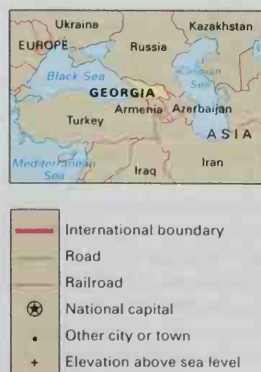 Ukraina
Kazakhstan
EUROPE
Russia
Black Sea
Caspian
Sea
GEORGIA
Armenia
Azerbaijan
Turkey
ASIA
Mediterranean
Sea
Iraq
Iran
International boundary
Road
Railroad
National capital
Other city or town
Elevation above sea level